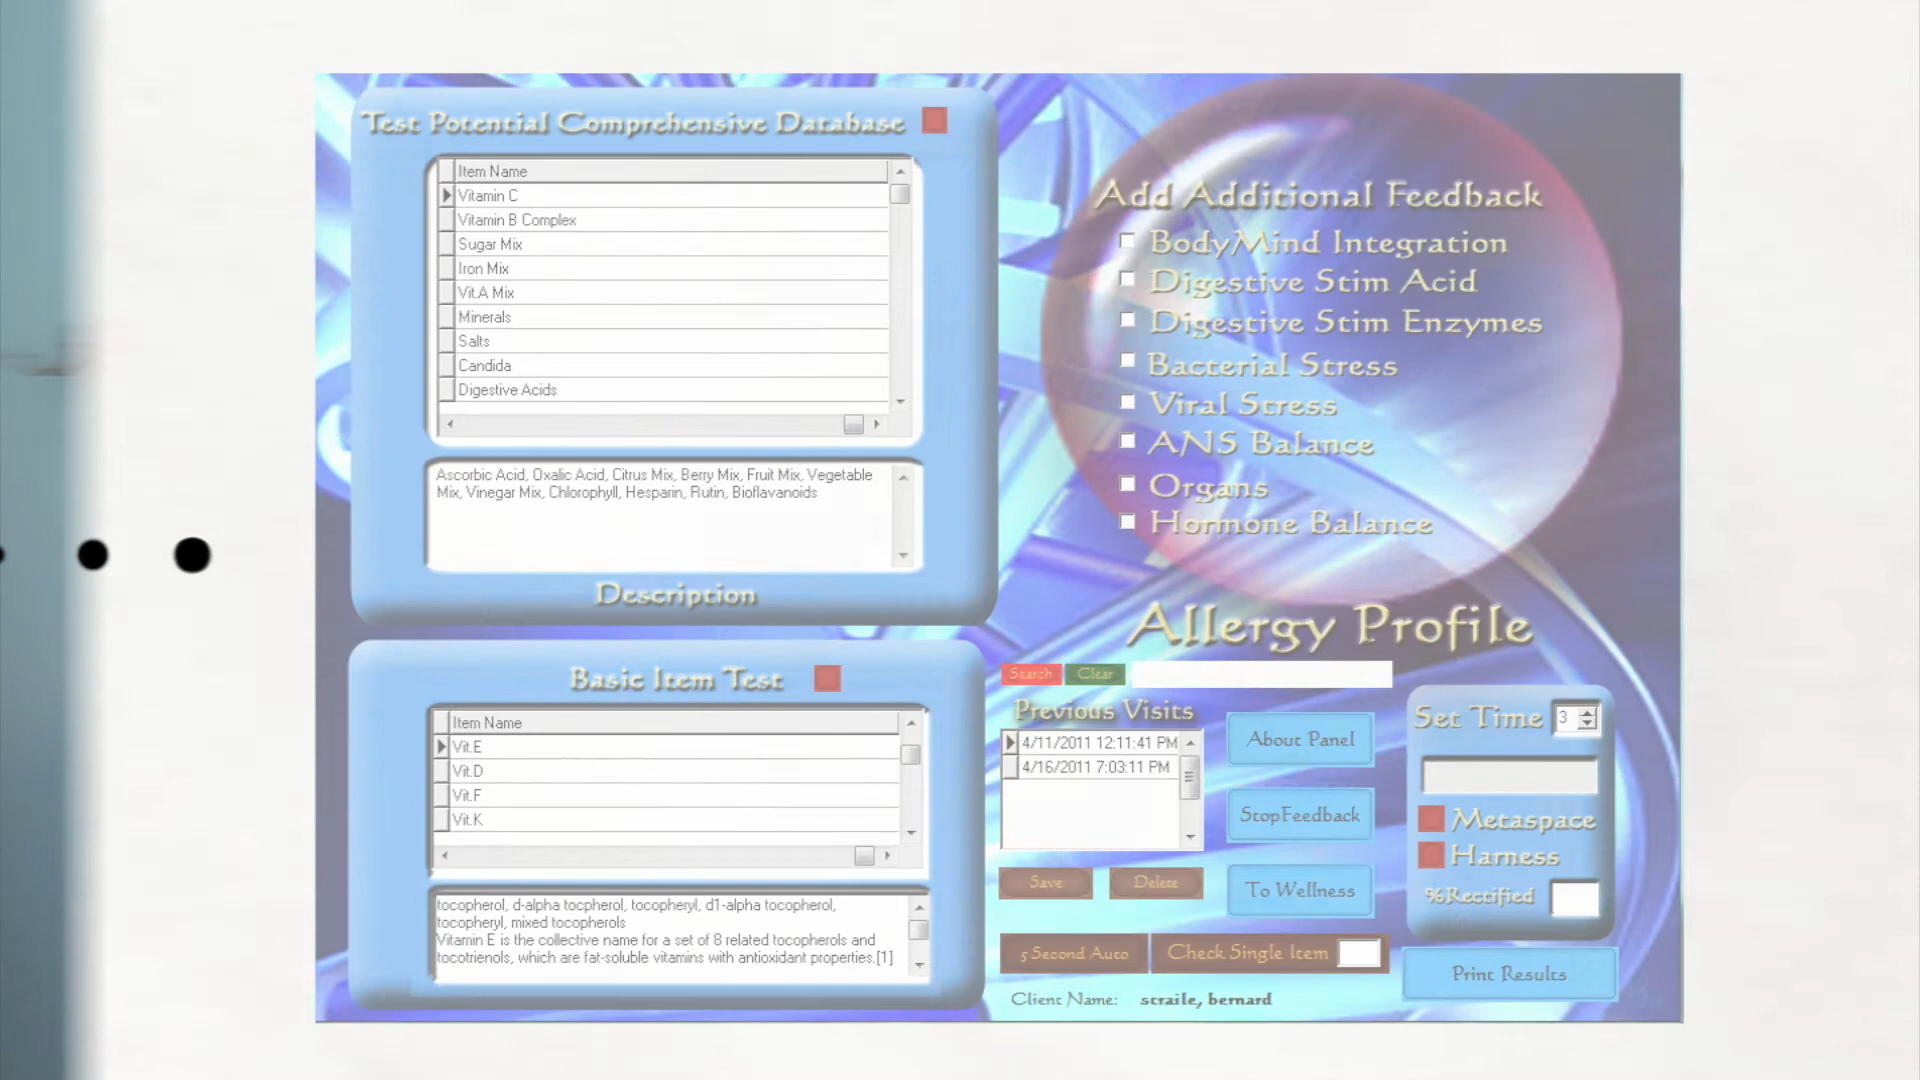 Test Potential Comprehensive Database
Item Name
Vitamin C
Vitamin B Complex
Sugar Mix
Iron Mix
Vit.A Mix
Minerals
Salts
Candida
Digestive Acids
Ascorbic Acid, Oxalic Acid, Citrus Mix, Berry Mix, Fruit Mix, Vegetable
Mix, Vinegar Mix, Chlorophyll, Hesparin, Rutin, Bioflavanoids
Description
Basic Item Test
Item Name
Vit.E
Vit.D
Vit.F
Vit.K
tocopherol, d-alpha tocpherol, tocopheryl, d1-alpha tocopherol,
tocopheryl, mixed tocopherols
Vitamin E is the collective name for a set of 8 related tocopherols and
tocotrienols, which are fat-soluble vitamins with antioxidant properties.[1]
Add Additional Feedback
BodyMind Integration
Digestive Stim Acid
Digestive Stim Enzymes
Bacterial Stress
Viral Stress
ANS Balance
Organs
Hormone Balance
Allergy Profile
Search Clear
Previous Visits
4/11/2011 12:11:41 PM
4/16/2011 7:03:11 PM
Save Delete
About Panel
StopFeedback
To Wellness
Set Time 3
Metaspace
Harness
%Rectified
5 Second Auto Check Single Item
Print Results
Client Name: straile, bernard